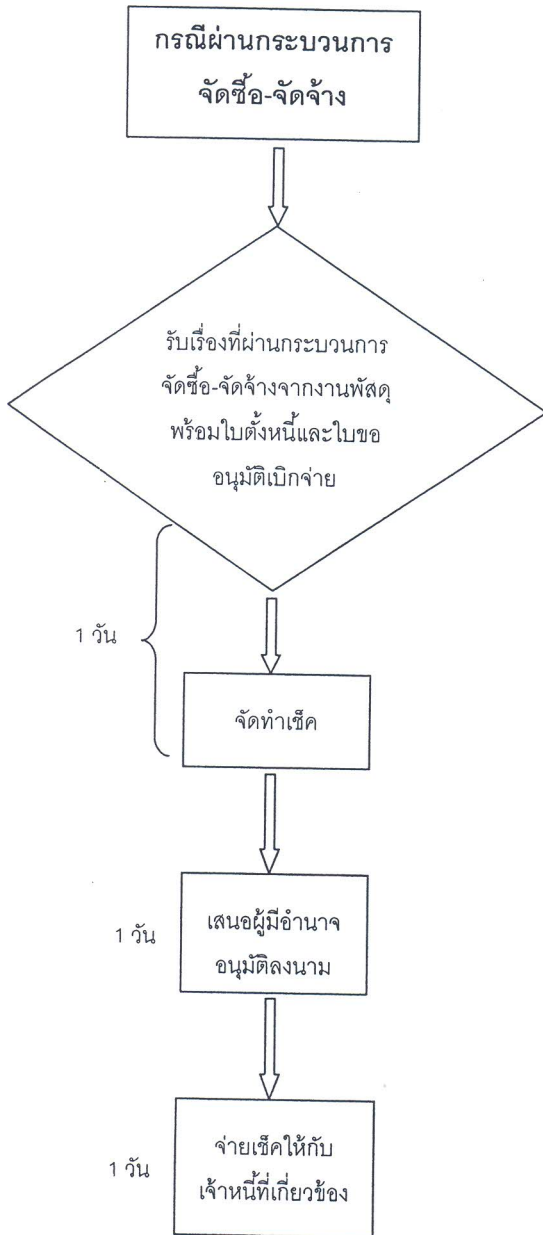 กรณีผ่านกระบวนการ
จัดซื้อ-จัดจ้าง
รับเรื่องที่ผ่านกระบวนการ
จัดซื้อ-จัดจ้างจากงานพัสดุ
พร้อมใบตั้งหนี้และใบขอ
อนุมัติเบิกจ่าย
1 วัน
จัดทำเช็ค
1 วัน
เสนอผู้มีอำนาจ
อนุมัติลงนาม
1 วัน
จ่ายเช็คให้กับ
เจ้าหนี้ที่เกี่ยวข้อง